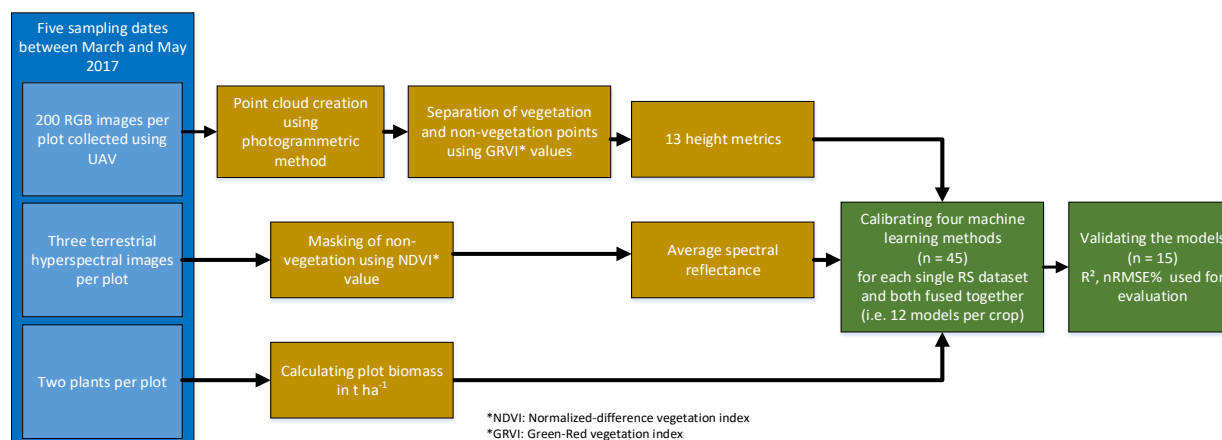 Five sampling dates
between March and May
2017
200 RGB images per
plot collected using
UAV
Point cloud creation
using
photogrammetric
method
Separation of vegetation
and non-vegetation points
using GRVI* values
13 height metrics
Three terrestrial
hyperspectral images
per plot
Masking of non-
vegetation using NDVI*
value
Average spectral
reflectance
Calibrating four machine
learning methods
(n = 45)
for each single RS dataset
and both fused together
(i.e. 12 models per crop)
Validating the models
(n = 15)
R², nRMSE% used for
evaluation
Two plants per plot
Calculating plot biomass
in t ha⁻¹
*NDVI: Normalized-difference vegetation index
*GRVI: Green-Red vegetation index